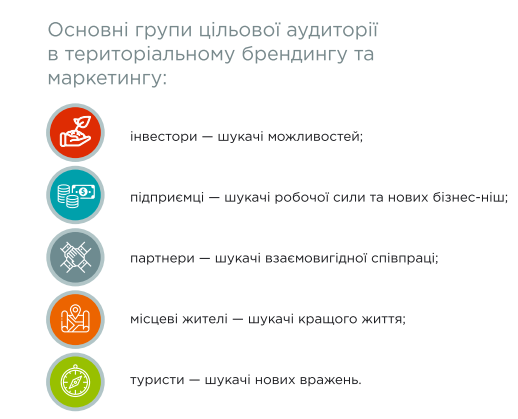 Основні групи цільової аудиторії
в територіальному брендингу та
маркетингу:
інвестори — шукачі можливостей;
підприємці — шукачі робочої сили та нових бізнес-ніш;
партнери — шукачі взаємовигідної співпраці;
місцеві жителі — шукачі кращого життя;
туристи — шукачі нових вражень.